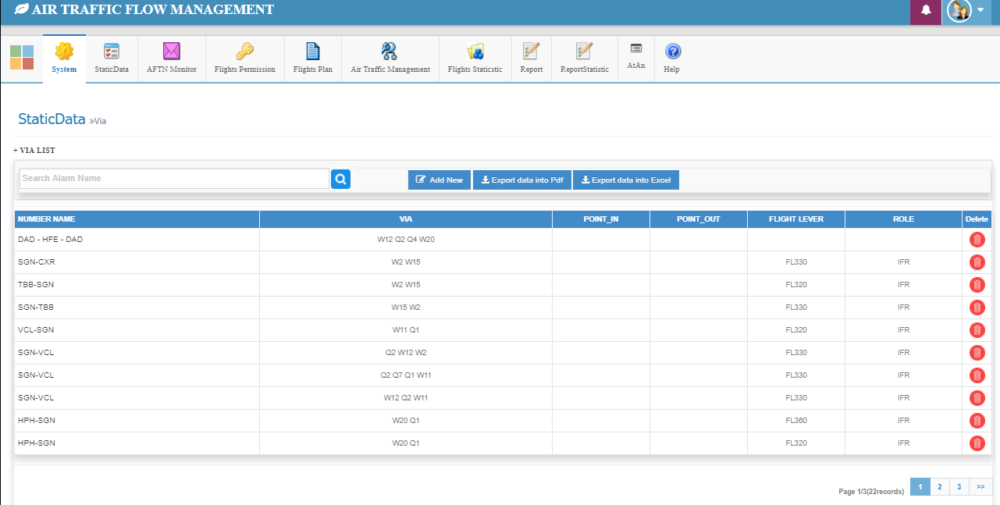 AIR TRAFFIC FLOW MANAGEMENT
System StaticData AFTN Monitor Flights Permission Flights Plan Air Traffic Management Flights Staticstic Report ReportStatistic AtAn Help
StaticData »Via
+ VIA LIST
Search Alarm Name Add New Export data into Pdf Export data into Excel
NUMBER NAME VIA POINT_IN POINT_OUT FLIGHT LEVER ROLE Delete
DAD - HFE - DAD W12 Q2 Q4 W20
SGN-CXR W2 W15 FL330 IFR
TBB-SGN W2 W15 FL320 IFR
SGN-TBB W15 W2 FL330 IFR
VCL-SGN W11 Q1 FL320 IFR
SGN-VCL Q2 W12 W2 FL330 IFR
SGN-VCL Q2 Q7 Q1 W11 FL330 IFR
SGN-VCL W12 Q2 W11 FL330 IFR
HPH-SGN W20 Q1 FL360 IFR
HPH-SGN W20 Q1 FL320 IFR
Page 1/3(22records) 1 2 3 >>